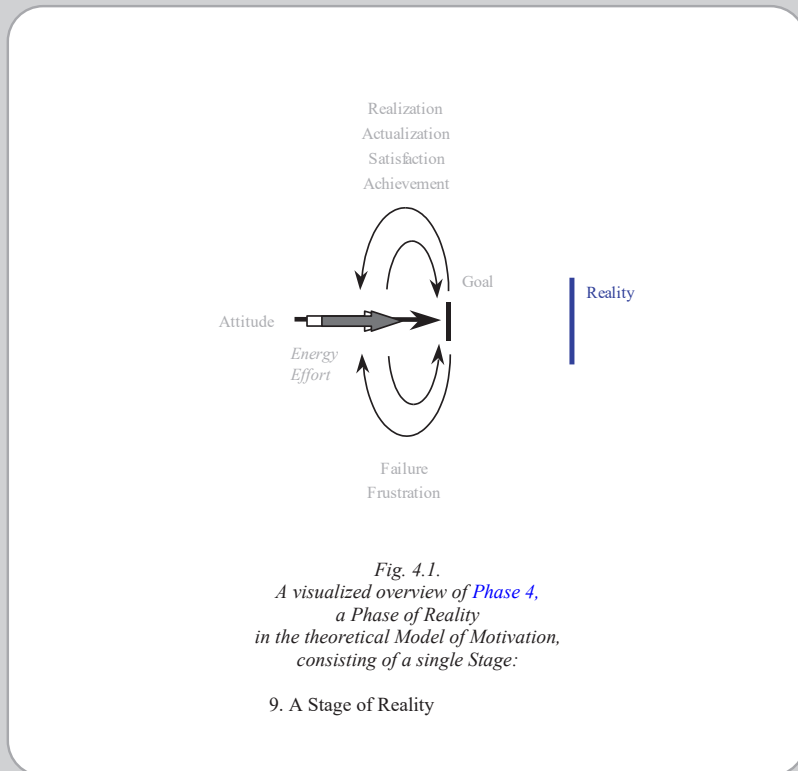 Realization
Actualization
Satisfaction
Achievement
Goal
Reality
Attitude
Energy
Effort
Failure
Frustration
Fig. 4.1.
A visualized overview of Phase 4,
a Phase of Reality
in the theoretical Model of Motivation,
consisting of a single Stage:
9. A Stage of Reality